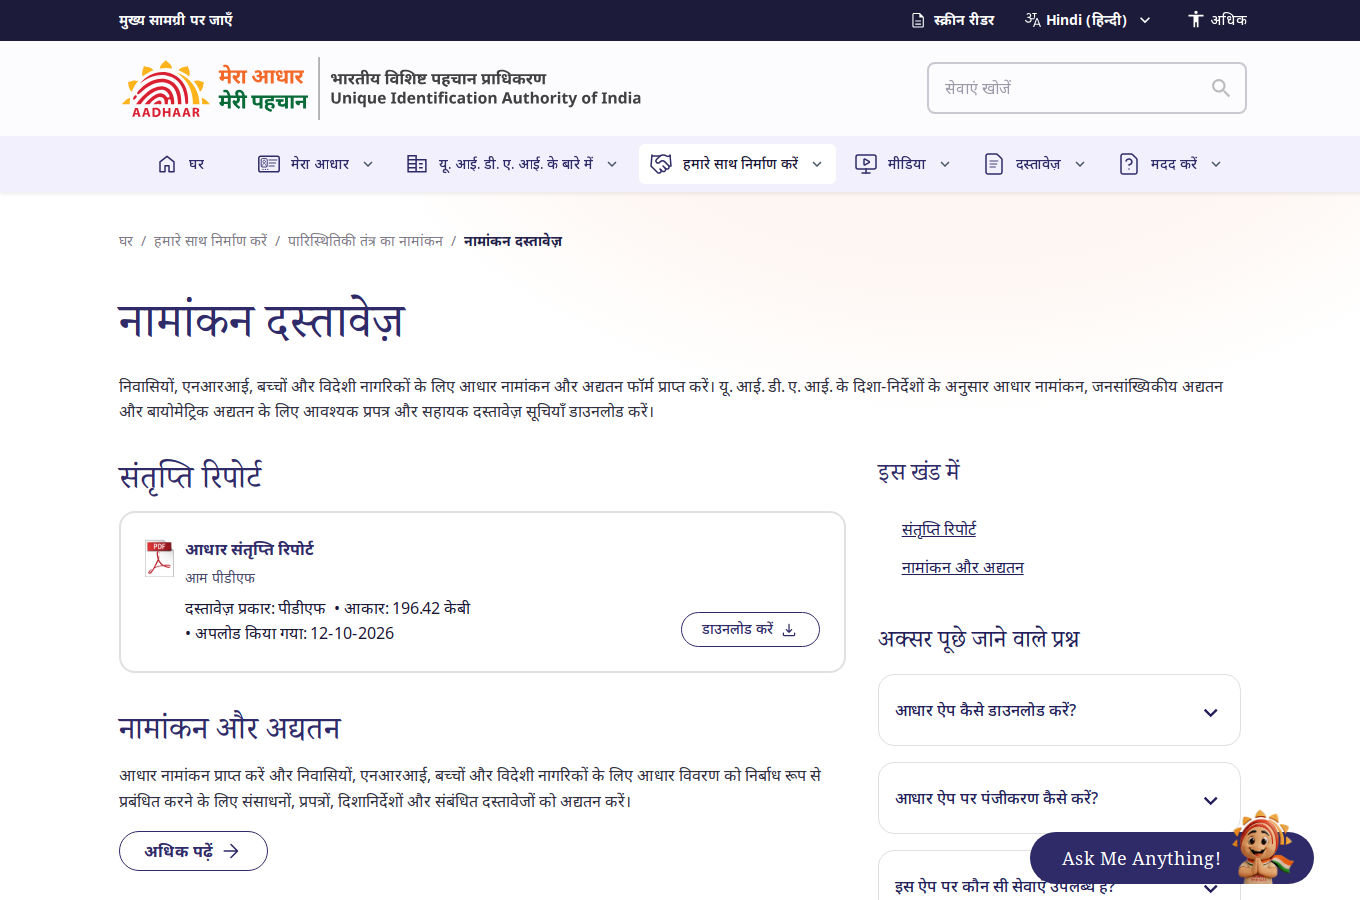 मुख्य सामग्री पर जाएँ
स्क्रीन रीडर
Hindi (हिन्दी)
अधिक
मेरा आधार
मेरी पहचान
AADHAAR
भारतीय विशिष्ट पहचान प्राधिकरण
Unique Identification Authority of India
सेवाएं खोजें
घर
मेरा आधार
यू. आई. डी. ए. आई. के बारे में
हमारे साथ निर्माण करें
मीडिया
दस्तावेज़
मदद करें
घर / हमारे साथ निर्माण करें / पारिस्थितिकी तंत्र का नामांकन / नामांकन दस्तावेज़
नामांकन दस्तावेज़
निवासियों, एनआरआई, बच्चों और विदेशी नागरिकों के लिए आधार नामांकन और अद्यतन फॉर्म प्राप्त करें। यू. आई. डी. ए. आई. के दिशा-निर्देशों के अनुसार आधार नामांकन, जनसांख्यिकीय अद्यतन
और बायोमेट्रिक अद्यतन के लिए आवश्यक प्रपत्र और सहायक दस्तावेज़ सूचियाँ डाउनलोड करें।
संतृप्ति रिपोर्ट
PDF
आधार संतृप्ति रिपोर्ट
आम पीडीएफ
दस्तावेज़ प्रकार: पीडीएफ • आकार: 196.42 केबी
• अपलोड किया गया: 12-10-2026
डाउनलोड करें
नामांकन और अद्यतन
आधार नामांकन प्राप्त करें और निवासियों, एनआरआई, बच्चों और विदेशी नागरिकों के लिए आधार विवरण को निर्बाध रूप से
प्रबंधित करने के लिए संसाधनों, प्रपत्रों, दिशानिर्देशों और संबंधित दस्तावेजों को अद्यतन करें।
अधिक पढ़ें
इस खंड में
संतृप्ति रिपोर्ट
नामांकन और अद्यतन
अक्सर पूछे जाने वाले प्रश्न
आधार ऐप कैसे डाउनलोड करें?
आधार ऐप पर पंजीकरण कैसे करें?
Ask Me Anything!
इस ऐप पर कौन सी सेवाएं उपलब्ध हैं?